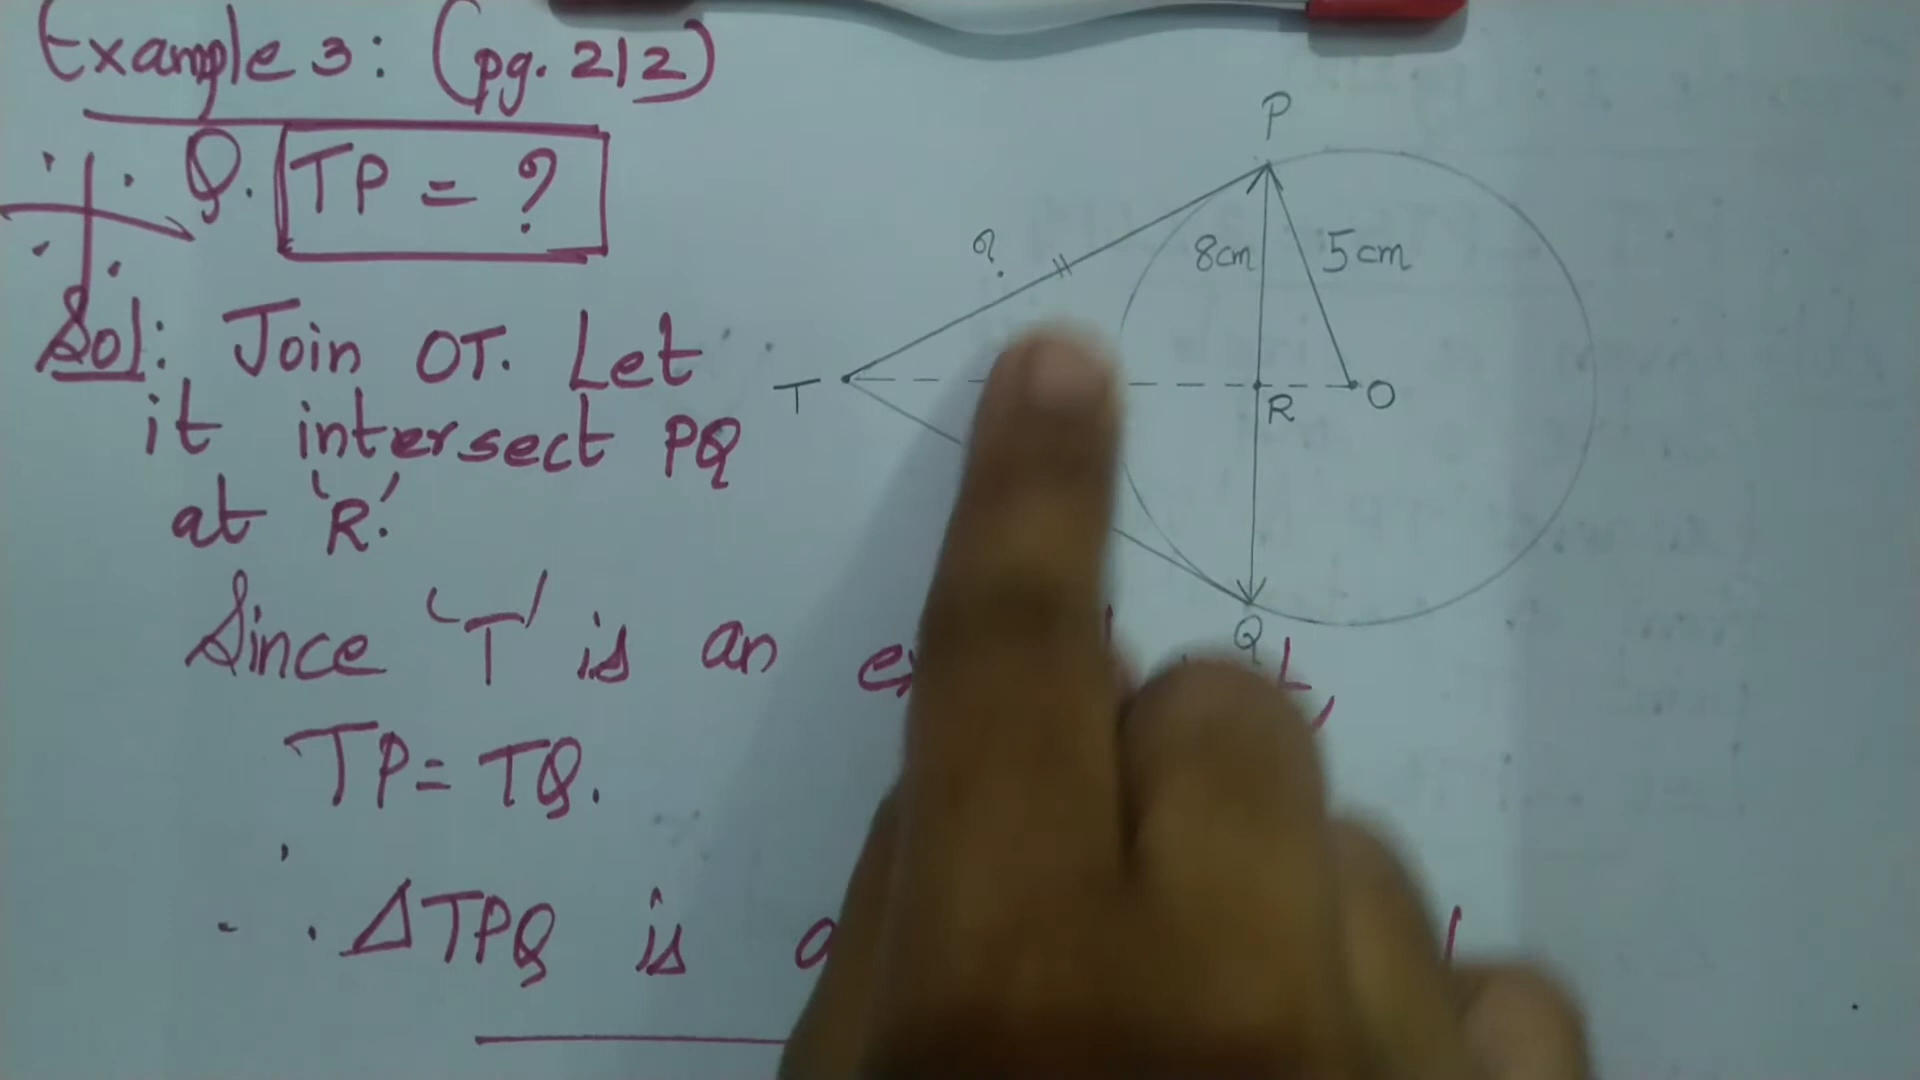 Example 3: (pg. 212)
Q. TP = ?
Sol: Join OT. Let
it intersect PQ
at 'R'.
Since 'T' is an
TP = TQ.
∴ ΔTPQ is
P
?
8cm
5cm
T
R
O
Q